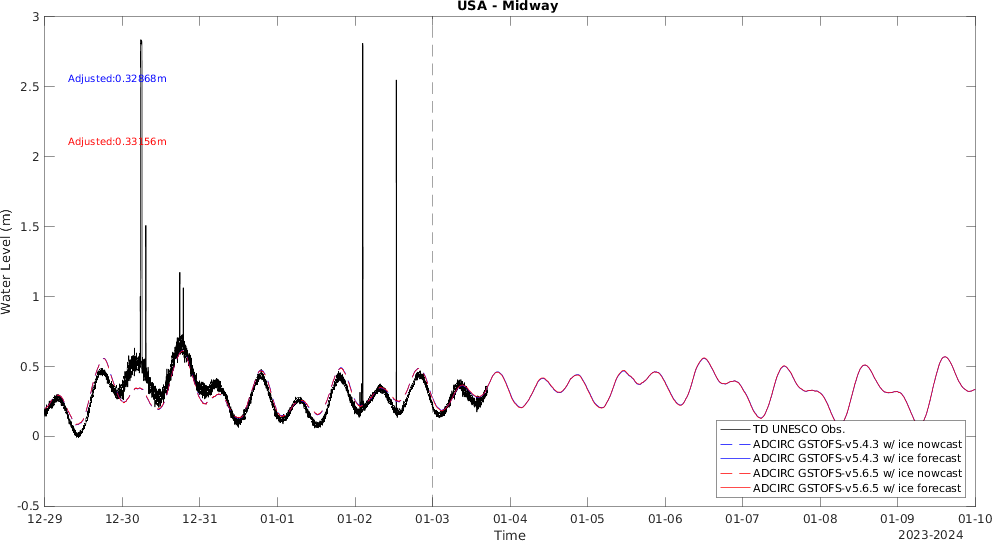 USA - Midway
3
2.5
2
1.5
1
0.5
0
-0.5
Water Level (m)
Adjusted:0.32868m
Adjusted:0.33156m
TD UNESCO Obs.
ADCIRC GSTOFS-v5.4.3 w/ ice nowcast
ADCIRC GSTOFS-v5.4.3 w/ ice forecast
ADCIRC GSTOFS-v5.6.5 w/ ice nowcast
ADCIRC GSTOFS-v5.6.5 w/ ice forecast
12-29 12-30 12-31 01-01 01-02 01-03 01-04 01-05 01-06 01-07 01-08 01-09 01-10
Time
2023-2024